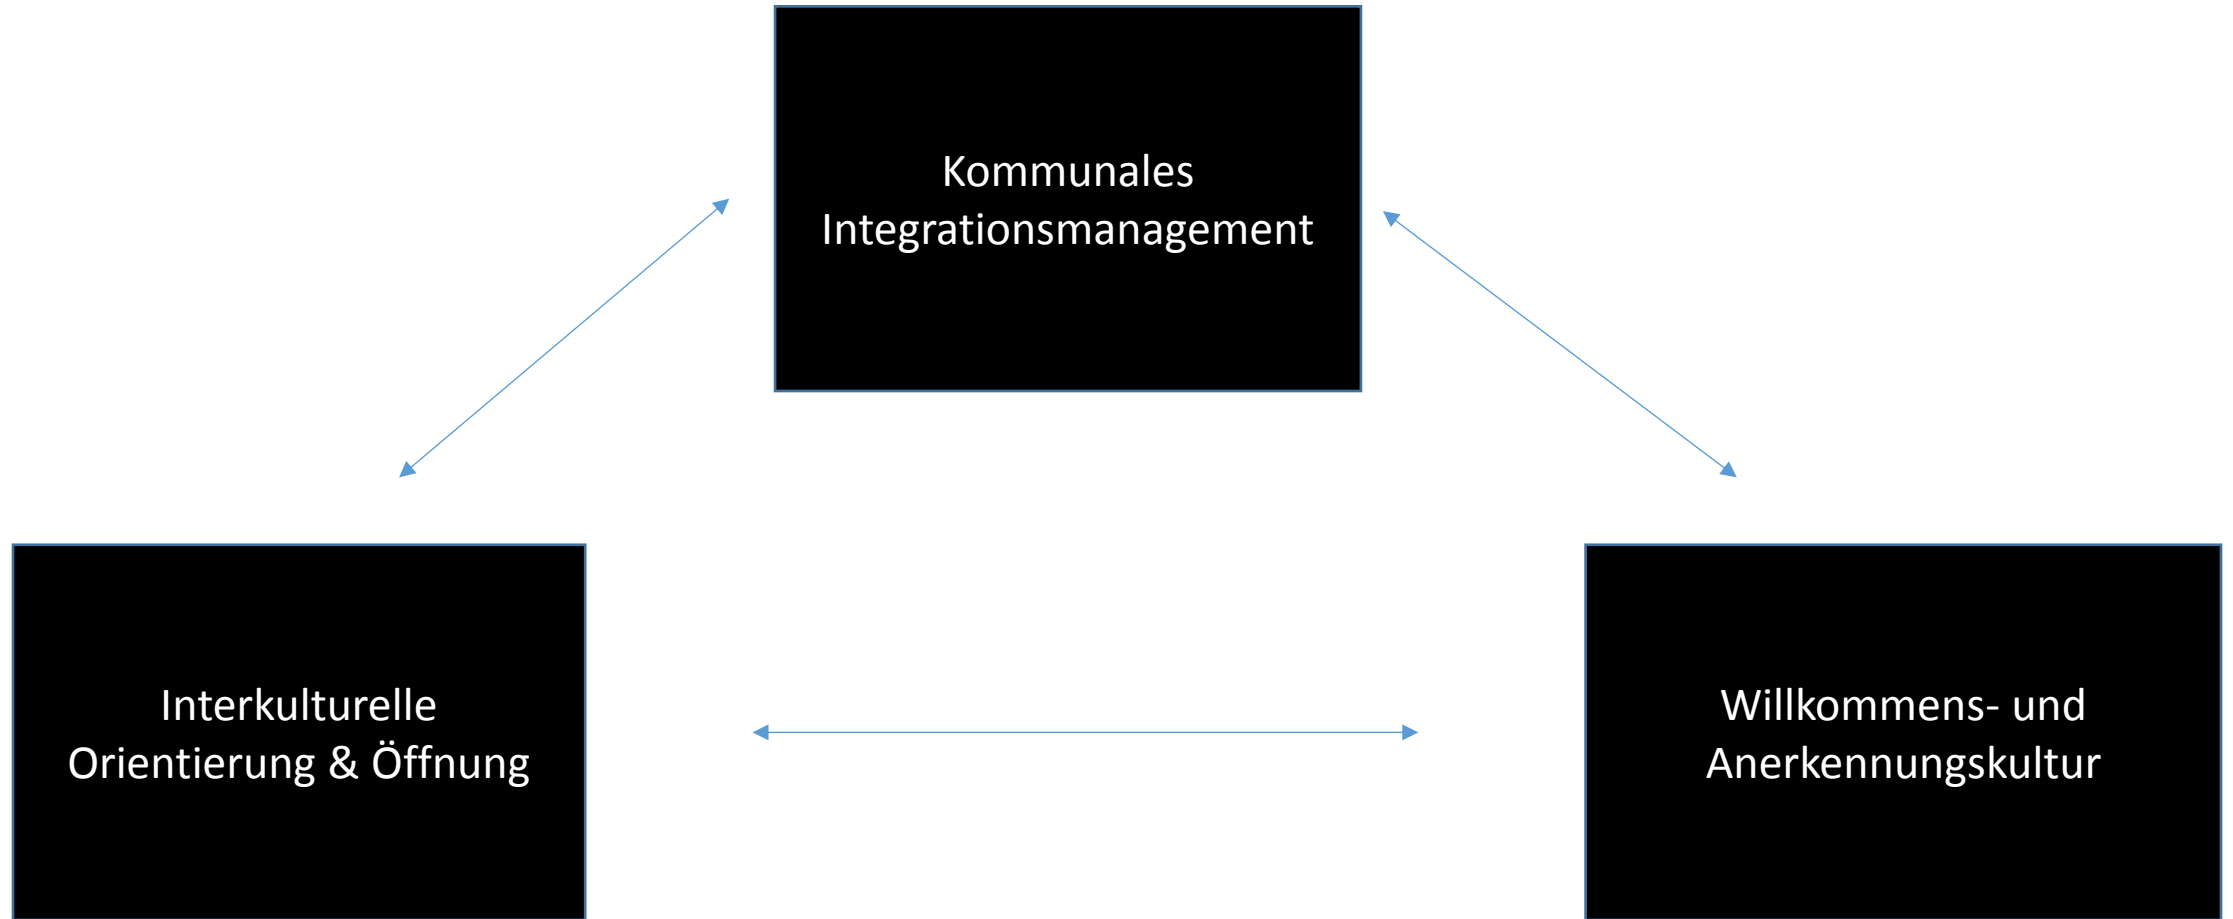 Kommunales
Integrationsmanagement
Interkulturelle
Orientierung & Öffnung
Willkommens- und
Anerkennungskultur